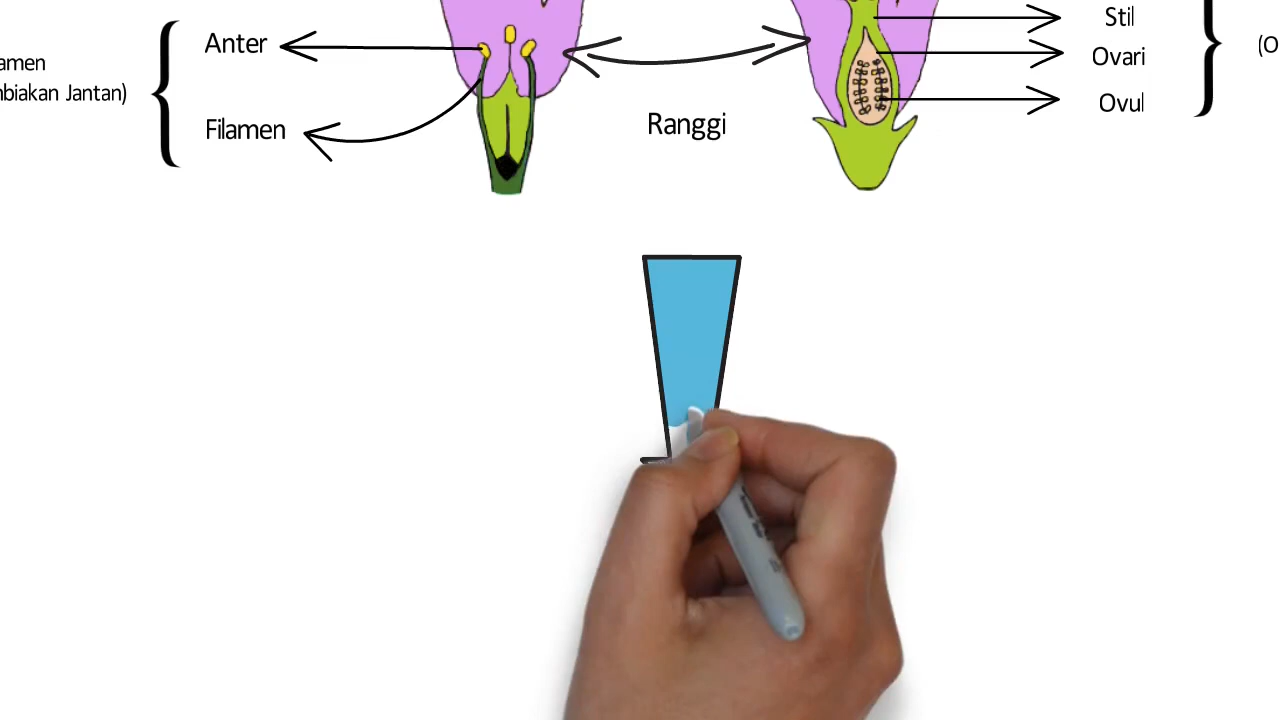 Anter
amen
mbiakan Jantan)
Filamen
Ranggi
Stil
Ovari
Ovul
(O